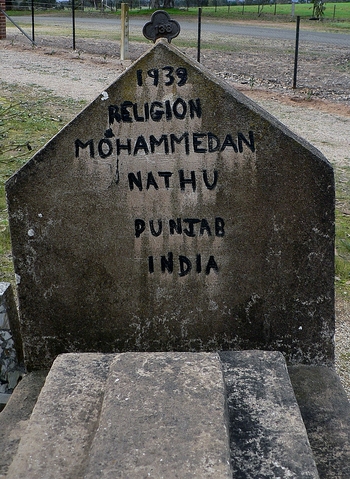 1939
RELIGION
MOHAMMEDAN
NATHU
PUNJAB
INDIA